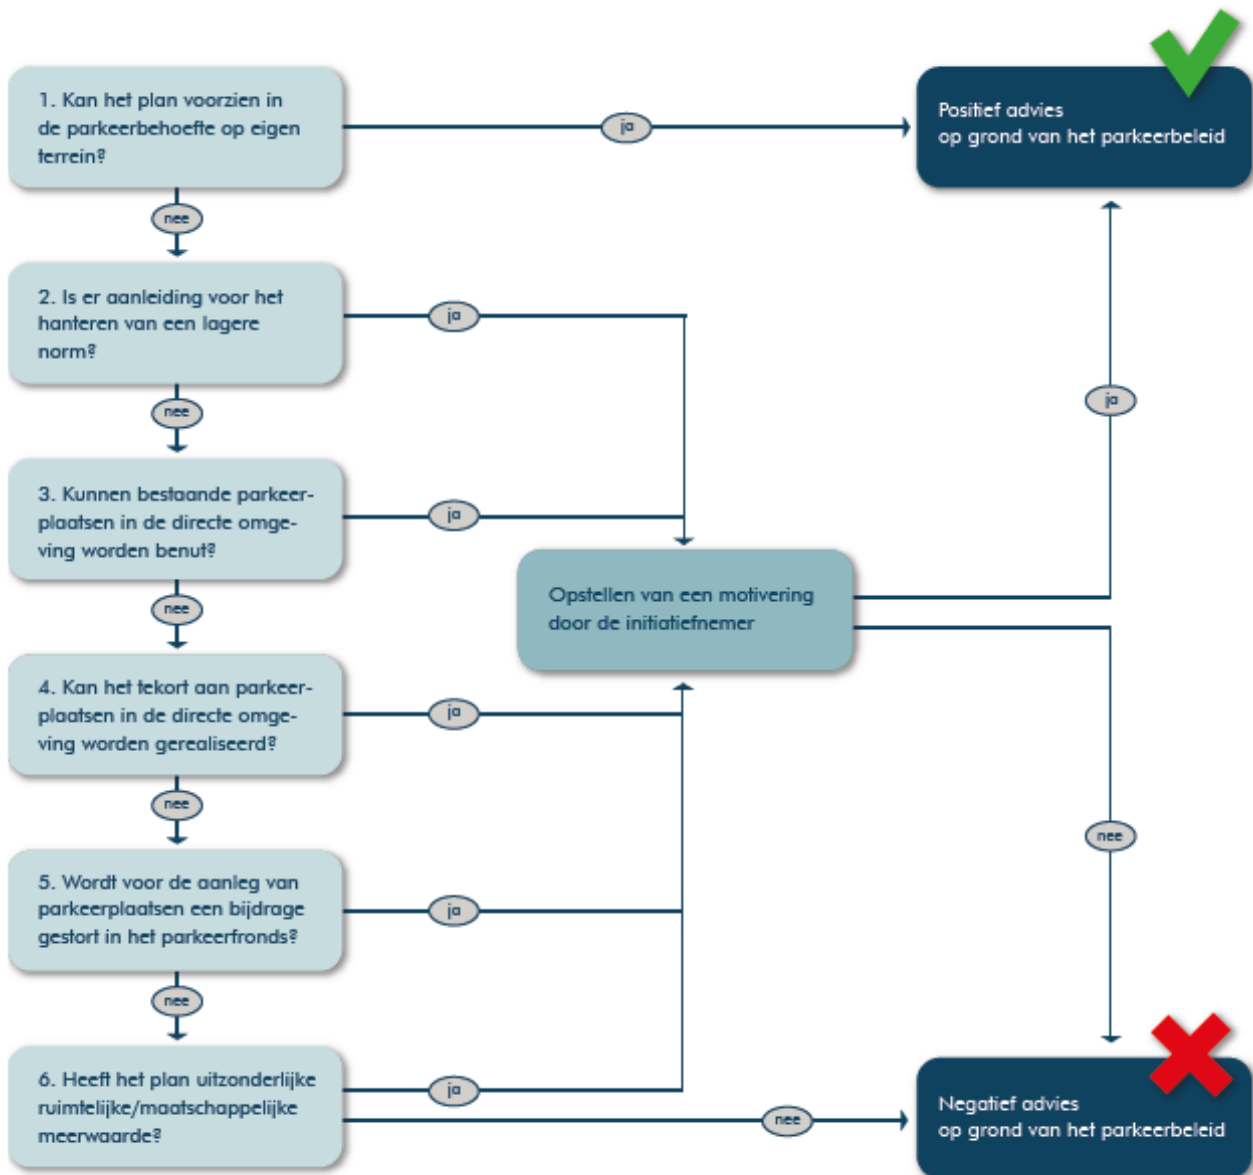 1. Kan het plan voorzien in
de parkeerbehoefte op eigen
terrein?
ja
Positief advies
op grond van het parkeerbeleid
nee
2. Is er aanleiding voor het
hanteren van een lagere
norm?
ja
ja
nee
3. Kunnen bestaande parkeer-
plaatsen in de directe omge-
ving worden benut?
ja
nee
Opstellen van een motivering
door de initiatiefnemer
4. Kan het tekort aan parkeer-
plaatsen in de directe omge-
ving worden gerealiseerd?
ja
nee
nee
5. Wordt voor de aanleg van
parkeerplaatsen een bijdrage
gestort in het parkeerfronds?
ja
nee
6. Heeft het plan uitzonderlijke
ruimtelijke/maatschappelijke
meerwaarde?
ja
nee
Negatief advies
op grond van het parkeerbeleid